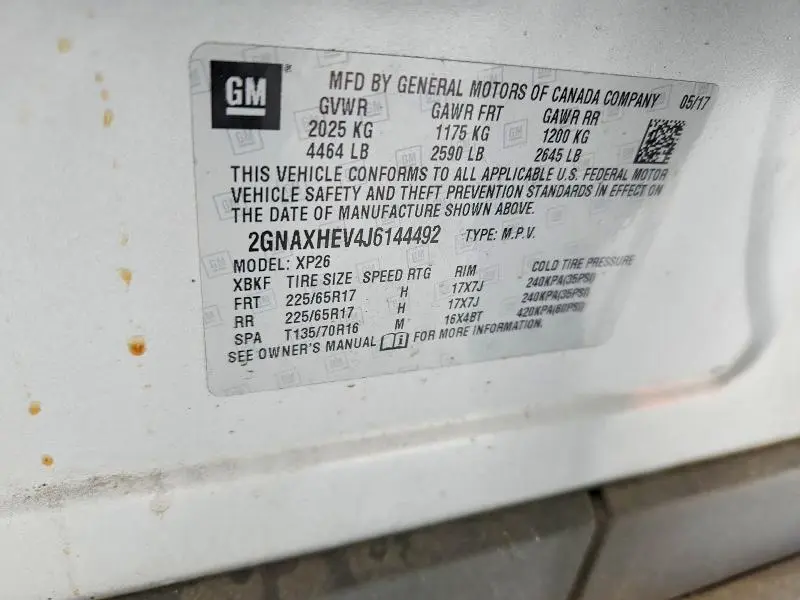 GM
MFD BY GENERAL MOTORS OF CANADA COMPANY 05/17
GVWR GAWR FRT GAWR RR
2025 KG 1175 KG 1200 KG
4464 LB 2590 LB 2645 LB
THIS VEHICLE CONFORMS TO ALL APPLICABLE U.S. FEDERAL MOTOR
VEHICLE SAFETY AND THEFT PREVENTION STANDARDS IN EFFECT ON
THE DATE OF MANUFACTURE SHOWN ABOVE.
2GNAXHEV4J6144492 TYPE: M.P.V.
MODEL: XP26
XBKF TIRE SIZE SPEED RTG RIM COLD TIRE PRESSURE
FRT 225/65R17 H 17X7J 240KPA(35PSI)
RR 225/65R17 H 17X7J 240KPA(35PSI)
SPA T135/70R16 M 16X4BT 420KPA(60PSI)
SEE OWNER'S MANUAL FOR MORE INFORMATION.